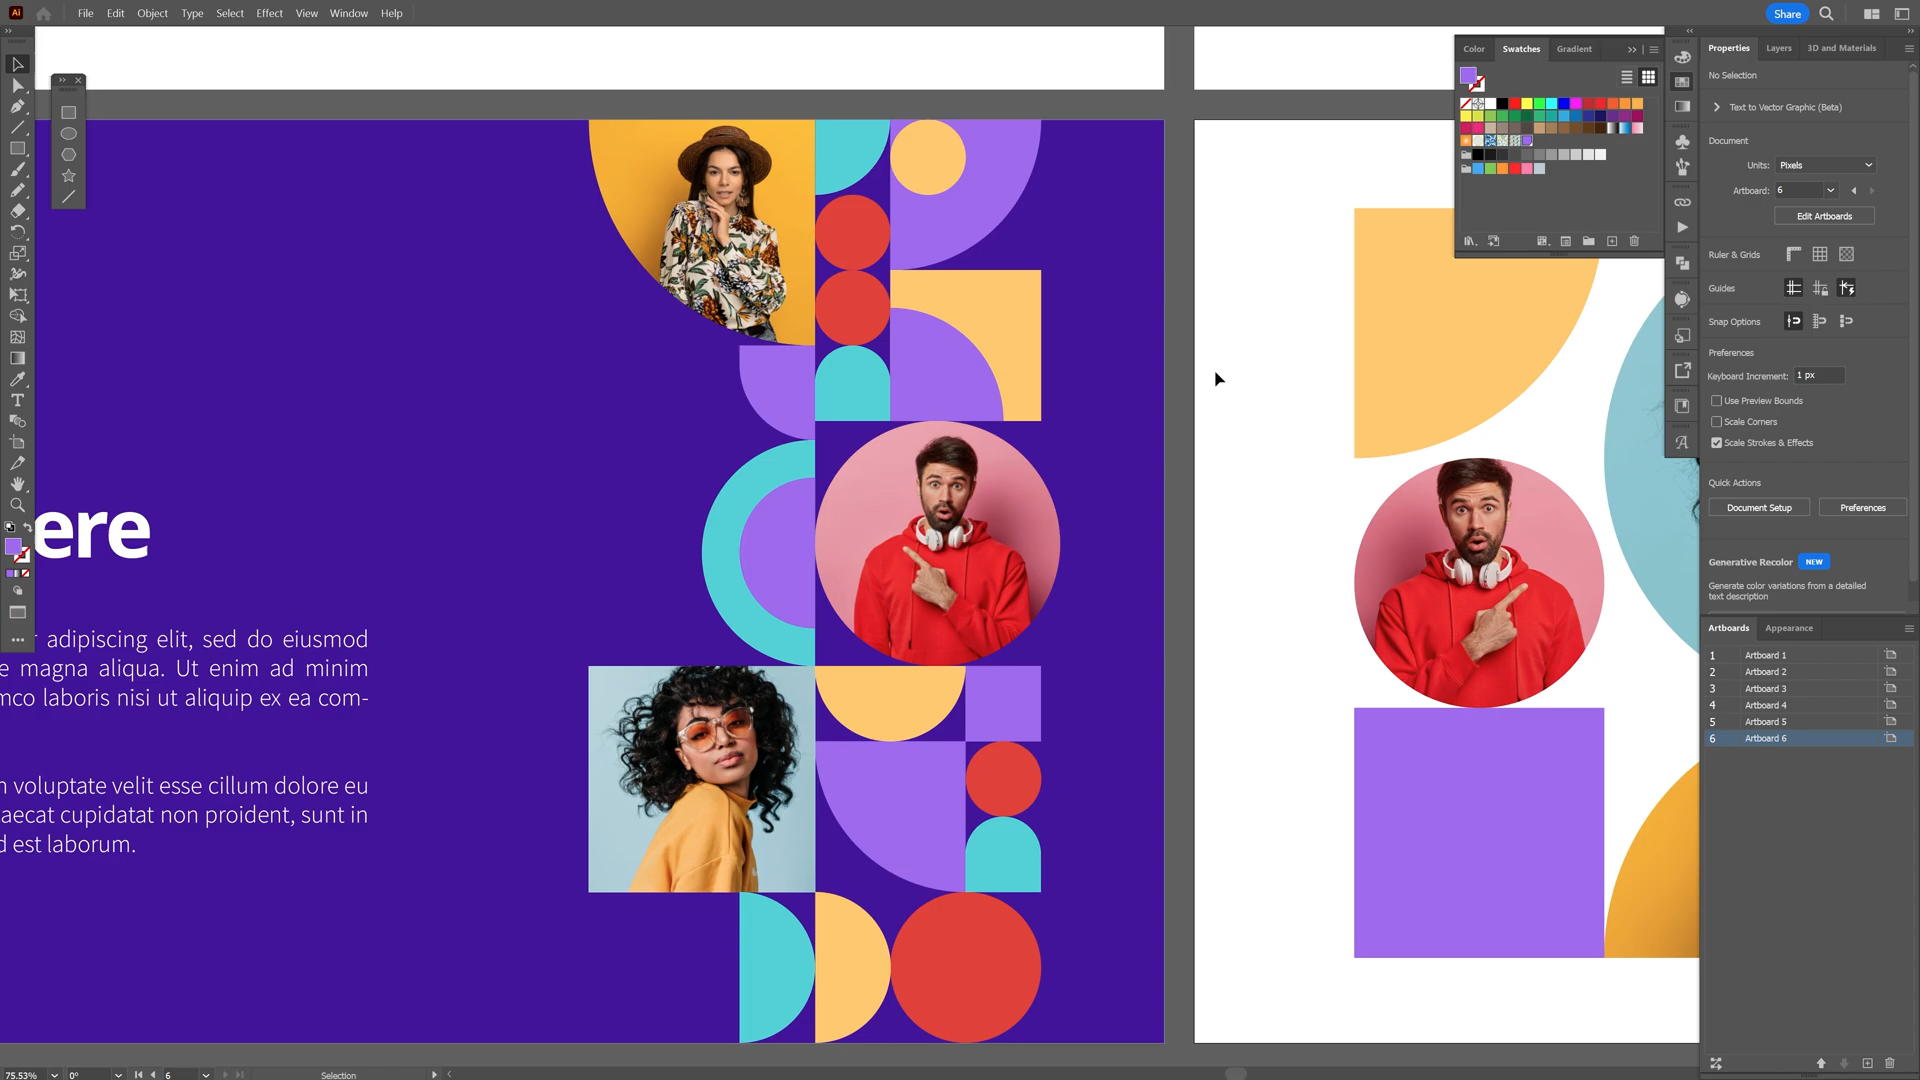 Ai File Edit Object Type Select Effect View Window Help Share
Color Swatches Gradient
Properties Layers 3D and Materials
No Selection
Text to Vector Graphic (Beta)
Document
Units: Pixels
Artboard: 6
Edit Artboards
Ruler & Grids
Guides
Snap Options
Preferences
Keyboard Increment: 1 px
Use Preview Bounds
Scale Corners
Scale Strokes & Effects
Quick Actions
Document Setup Preferences
Generative Recolor NEW
Generate color variations from a detailed
text description
Artboards Appearance
1 Artboard 1
2 Artboard 2
3 Artboard 3
4 Artboard 4
5 Artboard 5
6 Artboard 6
ere
r adipiscing elit, sed do eiusmod
e magna aliqua. Ut enim ad minim
mco laboris nisi ut aliquip ex ea com-
n voluptate velit esse cillum dolore eu
aecat cupidatat non proident, sunt in
d est laborum.
75.53% 0° 6 Selection